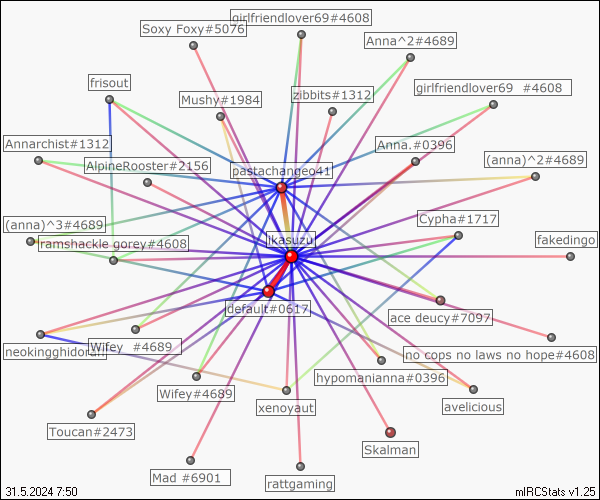 girlfriendlover69#4608
Soxy Foxy#5076
Anna^2#4689
frisout
zibbits#1312
girlfriendlover69 #4608
Mushy#1984
Annarchist#1312
Anna.#0396
AlpineRooster#2156
(anna)^2#4689
pastachangeo41
(anna)^3#4689
Cypha#1717
ramshackle gorey#4608
jkasuzu
fakedingo
default#0617
ace deucy#7097
Wifey #4689
no cops no laws no hope#4608
hypomanianna#0396
Wifey#4689
xenoyaut
avelicious
Toucan#2473
Skalman
Mad #6901
rattgaming
31.5.2024 7:50
mIRCStats v1.25